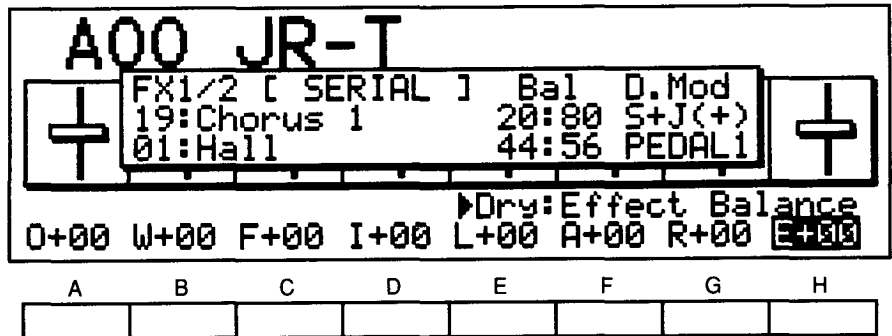 A00 JR-T
FX1/2 [ SERIAL ] Bal D.Mod
19:Chorus 1 20:80 S+J(+)
01:Hall 44:56 PEDAL1
▶Dry:Effect Balance
O+00 W+00 F+00 I+00 L+00 A+00 R+00 E+00
A B C D E F G H